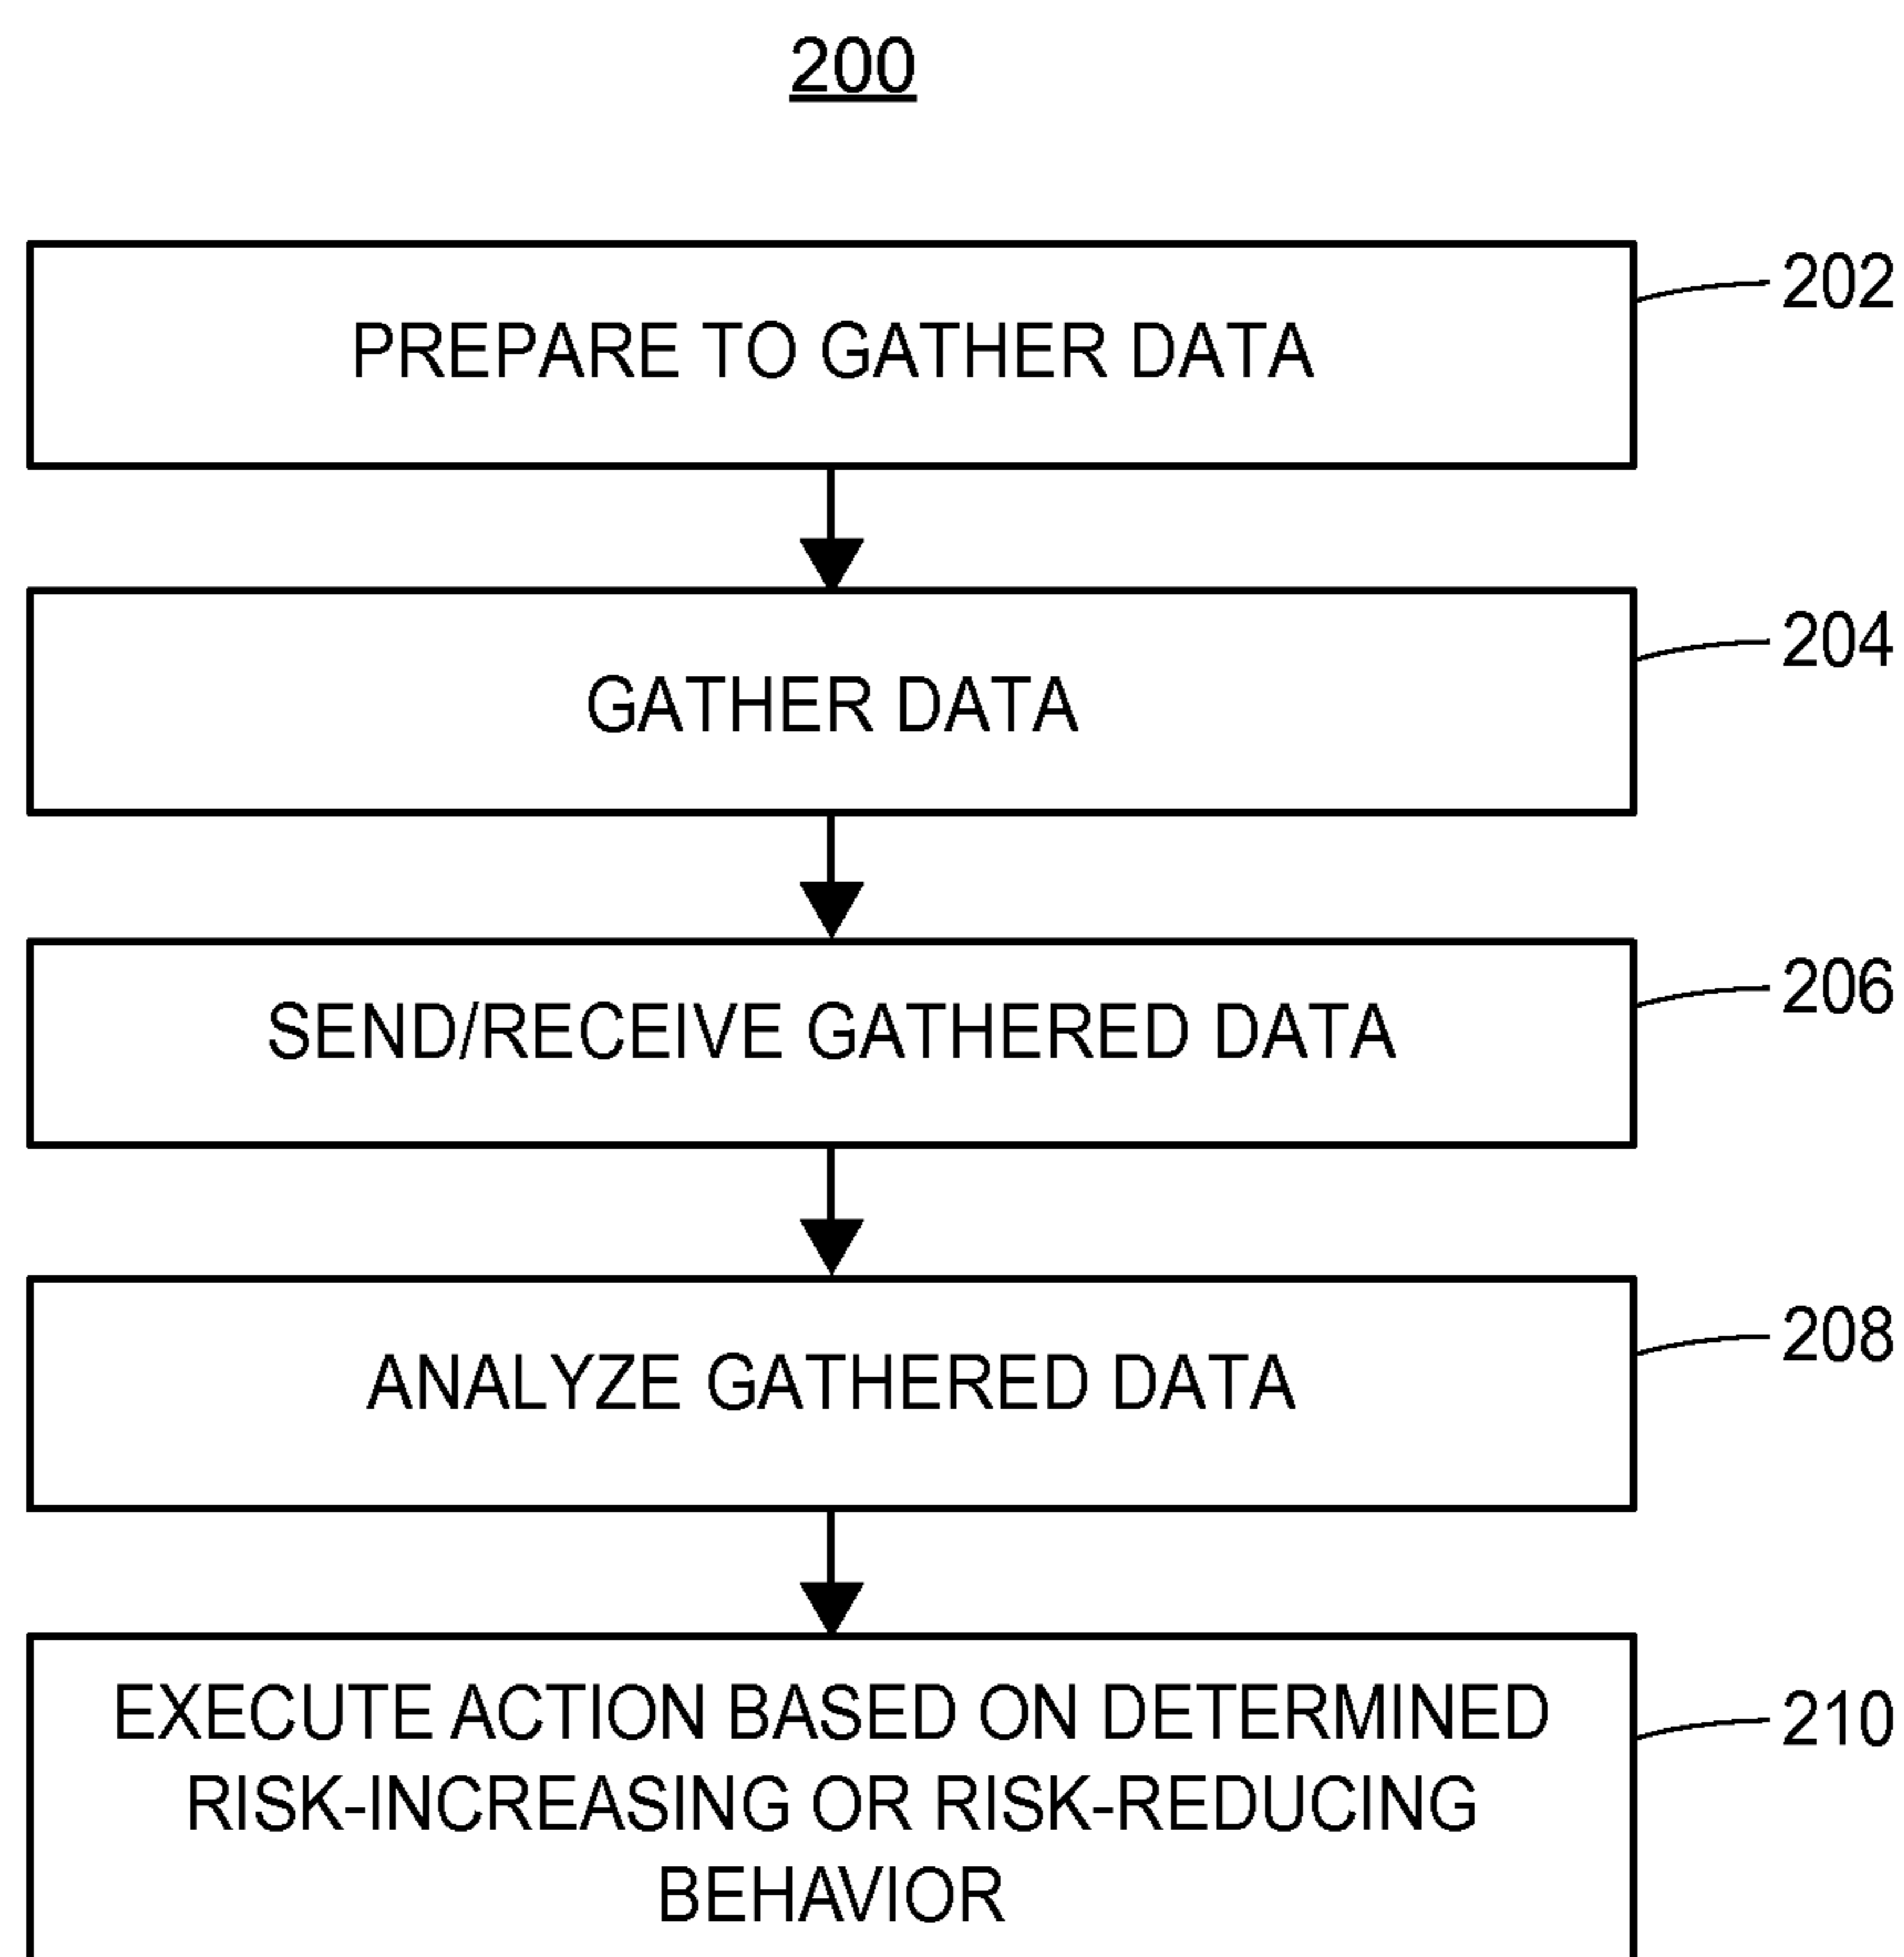 200
PREPARE TO GATHER DATA
202
GATHER DATA
204
SEND/RECEIVE GATHERED DATA
206
ANALYZE GATHERED DATA
208
EXECUTE ACTION BASED ON DETERMINED
RISK-INCREASING OR RISK-REDUCING
BEHAVIOR
210